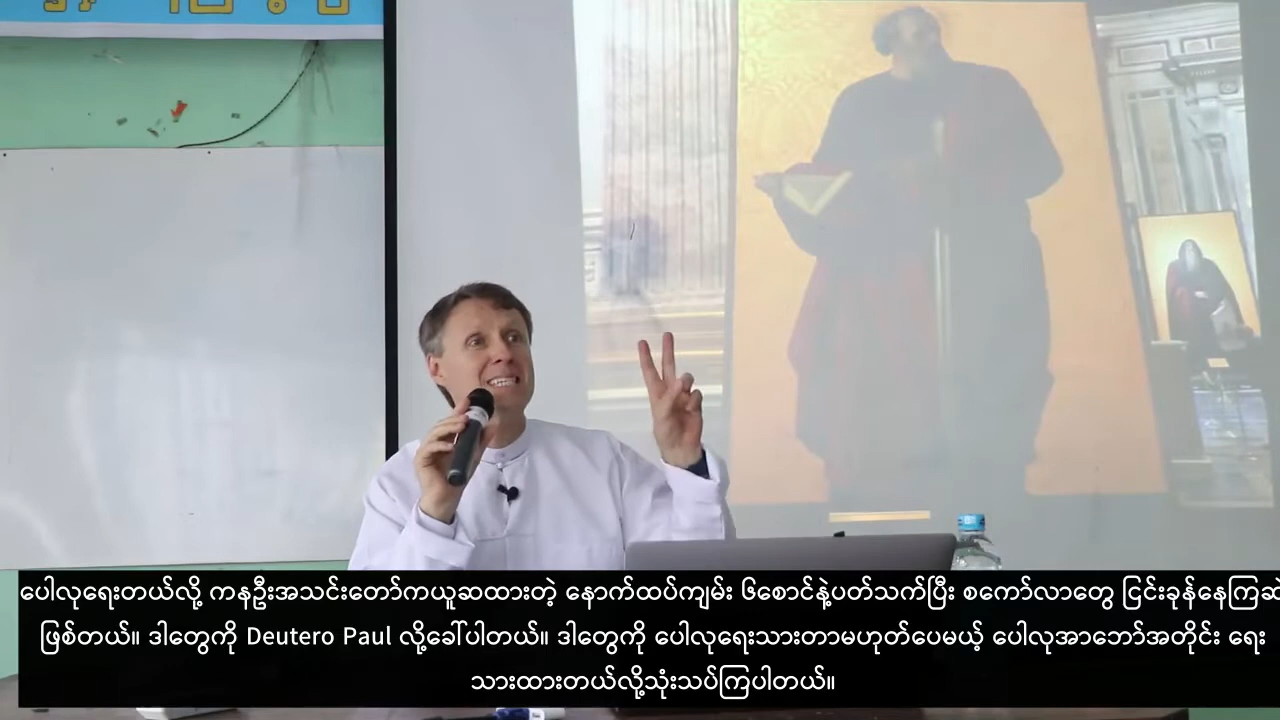 ပေါလုရေးတယ်လို့ ကနဦးအသင်းတော်ကယူဆထားတဲ့ နောက်ထပ်ကျမ်း ၆စောင်နဲ့ပတ်သက်ပြီး စကော်လာတွေ ငြင်းခုန်နေကြဆဲ
ဖြစ်တယ်။ ဒါတွေကို Deutero Paul လို့ခေါ်ပါတယ်။ ဒါတွေကို ပေါလုရေးသားတာမဟုတ်ပေမယ့် ပေါလုအာဘော်အတိုင်း ရေး
သားထားတယ်လို့သုံးသပ်ကြပါတယ်။